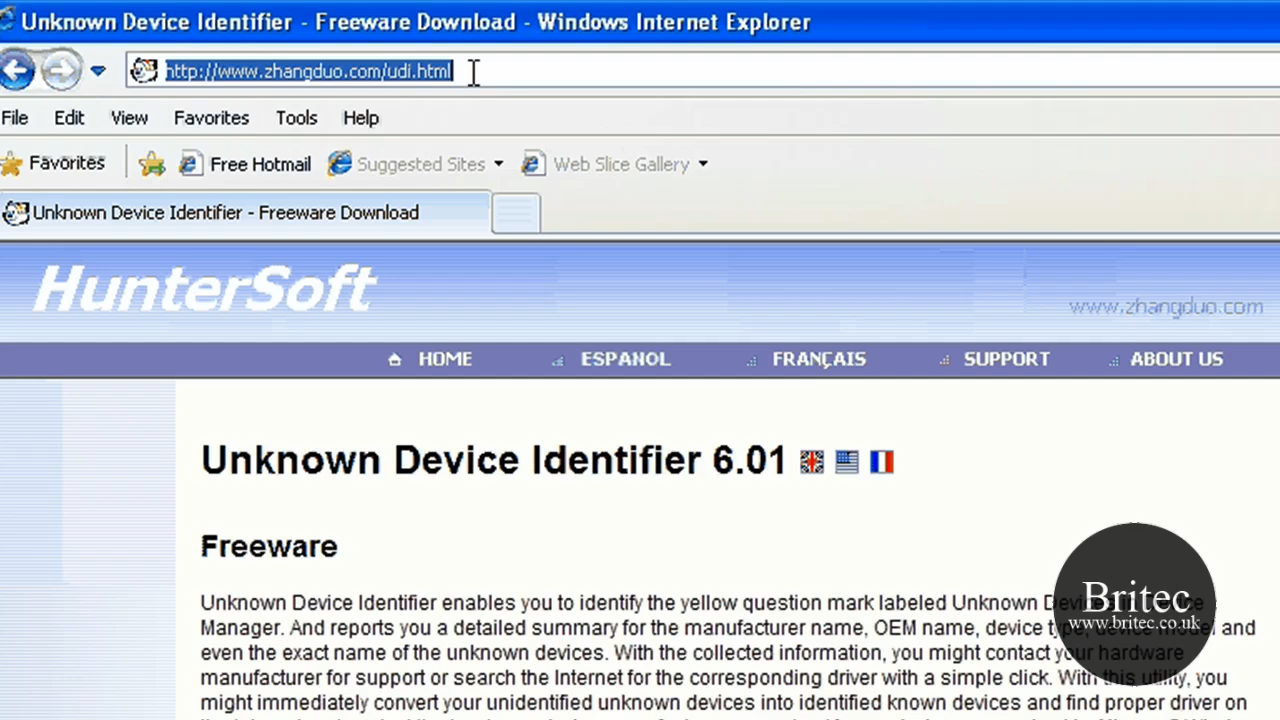 Unknown Device Identifier - Freeware Download - Windows Internet Explorer
http://www.zhangduo.com/udi.html
File Edit View Favorites Tools Help
Favorites Free Hotmail Suggested Sites Web Slice Gallery
Unknown Device Identifier - Freeware Download
HunterSoft
www.zhangduo.com
HOME ESPANOL FRANÇAIS SUPPORT ABOUT US
Unknown Device Identifier 6.01
Freeware
Unknown Device Identifier enables you to identify the yellow question mark labeled Unknown Devices in Device
Manager. And reports you a detailed summary for the manufacturer name, OEM name, device type, device model and
even the exact name of the unknown devices. With the collected information, you might contact your hardware
manufacturer for support or search the Internet for the corresponding driver with a simple click. With this utility, you
might immediately convert your unidentified unknown devices into identified known devices and find proper driver on
Britec
www.britec.co.uk